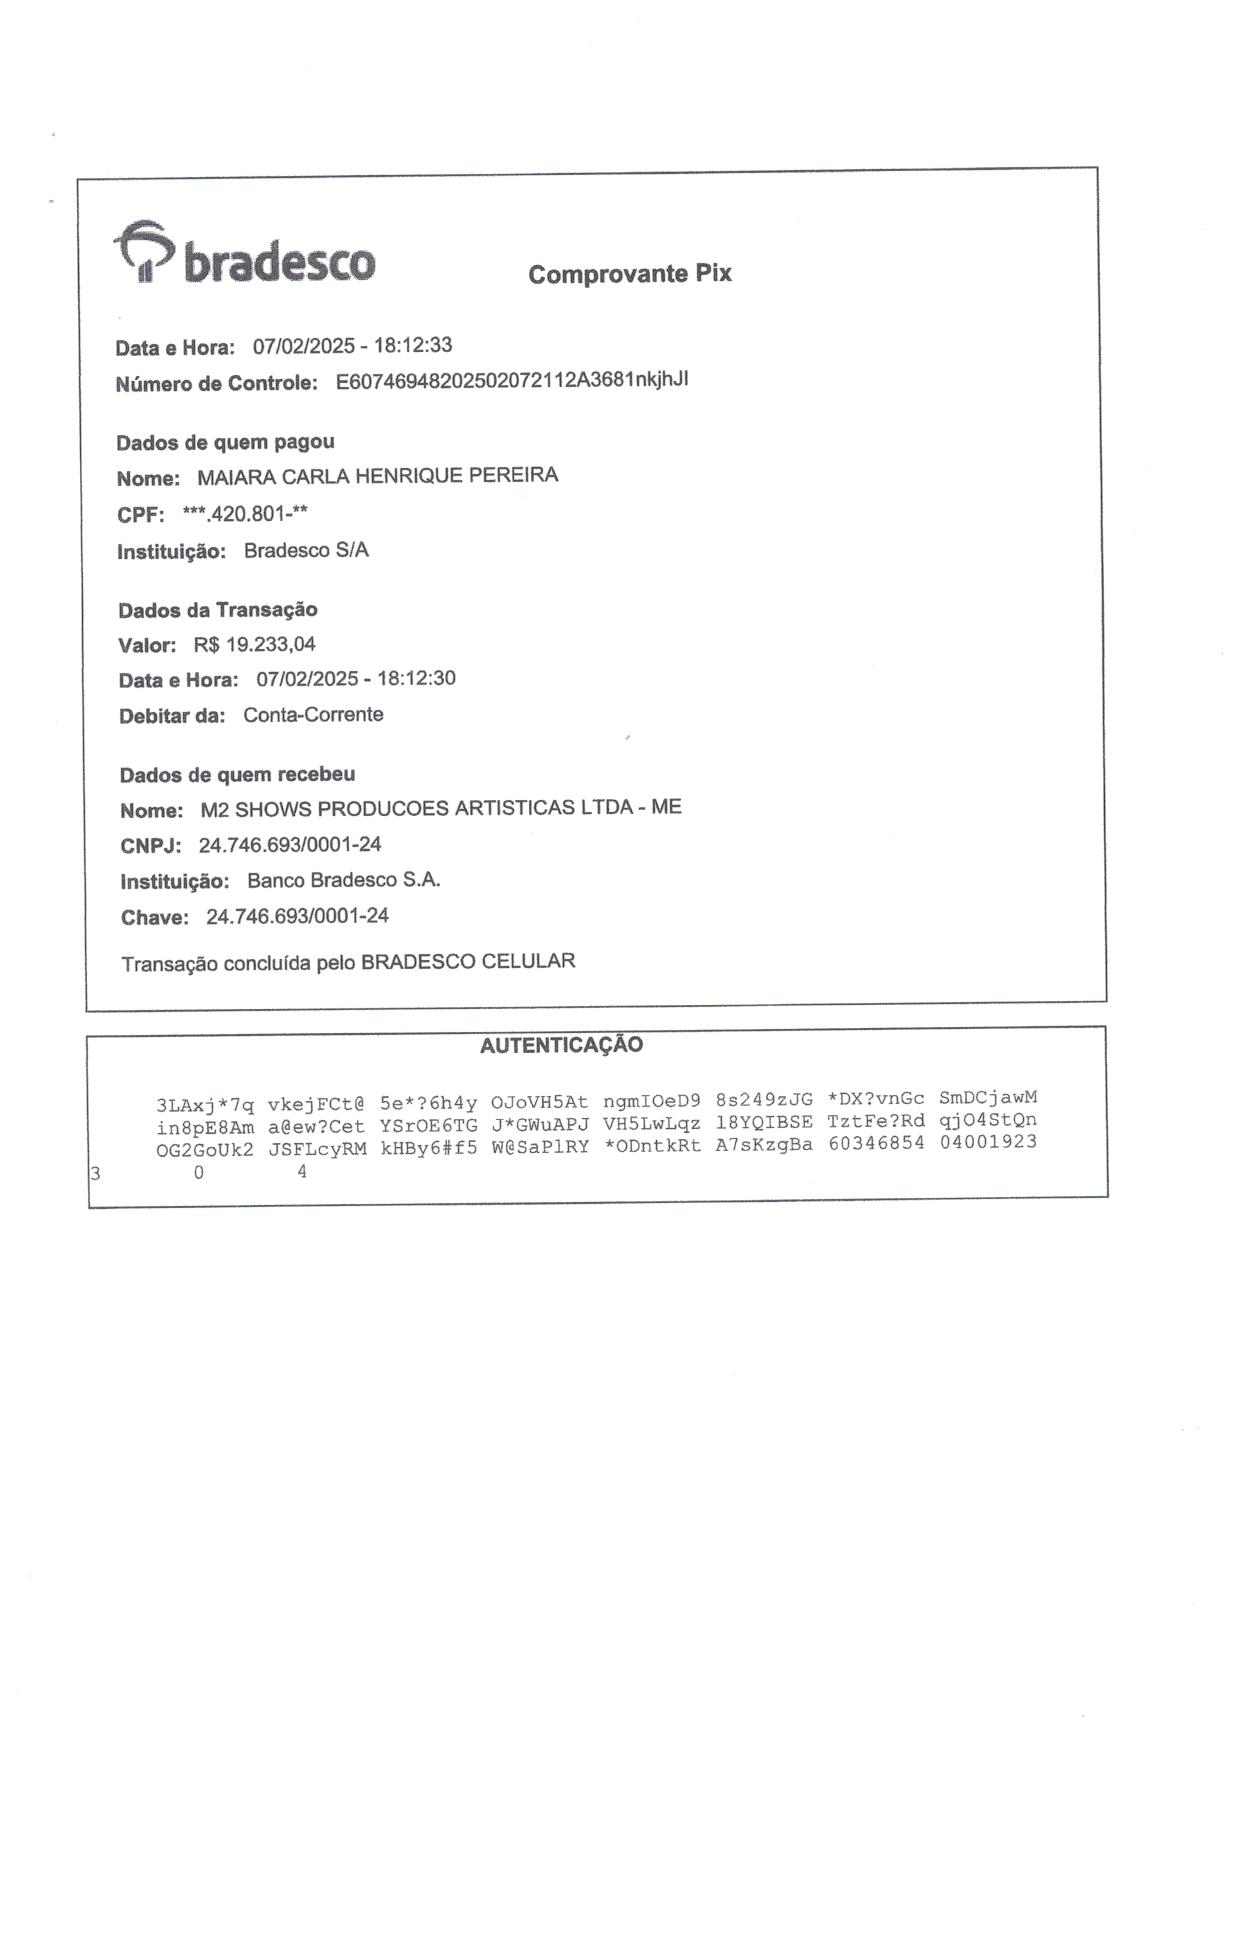 bradesco
Comprovante Pix
Data e Hora: 07/02/2025 - 18:12:33
Número de Controle: E60746948202502072112A3681nkjhJl
Dados de quem pagou
Nome: MAIARA CARLA HENRIQUE PEREIRA
CPF: ***.420.801-**
Instituição: Bradesco S/A
Dados da Transação
Valor: R$ 19.233,04
Data e Hora: 07/02/2025 - 18:12:30
Debitar da: Conta-Corrente
Dados de quem recebeu
Nome: M2 SHOWS PRODUCOES ARTISTICAS LTDA - ME
CNPJ: 24.746.693/0001-24
Instituição: Banco Bradesco S.A.
Chave: 24.746.693/0001-24
Transação concluída pelo BRADESCO CELULAR
AUTENTICAÇÃO
3LAxj*7q vkejFCt@ 5e*?6h4y OJoVH5At ngmIOeD9 8s249zJG *DX?vnGc SmDCjawM
in8pE8Am a@ew?Cet YSrOE6TG J*GWuAPJ VH5LwLqz l8YQIBSE TztFe?Rd qjO4StQn
OG2GoUk2 JSFLcyRM kHBy6#f5 W@SaPlRY *ODntkRt A7sKzgBa 60346854 04001923
3 0 4